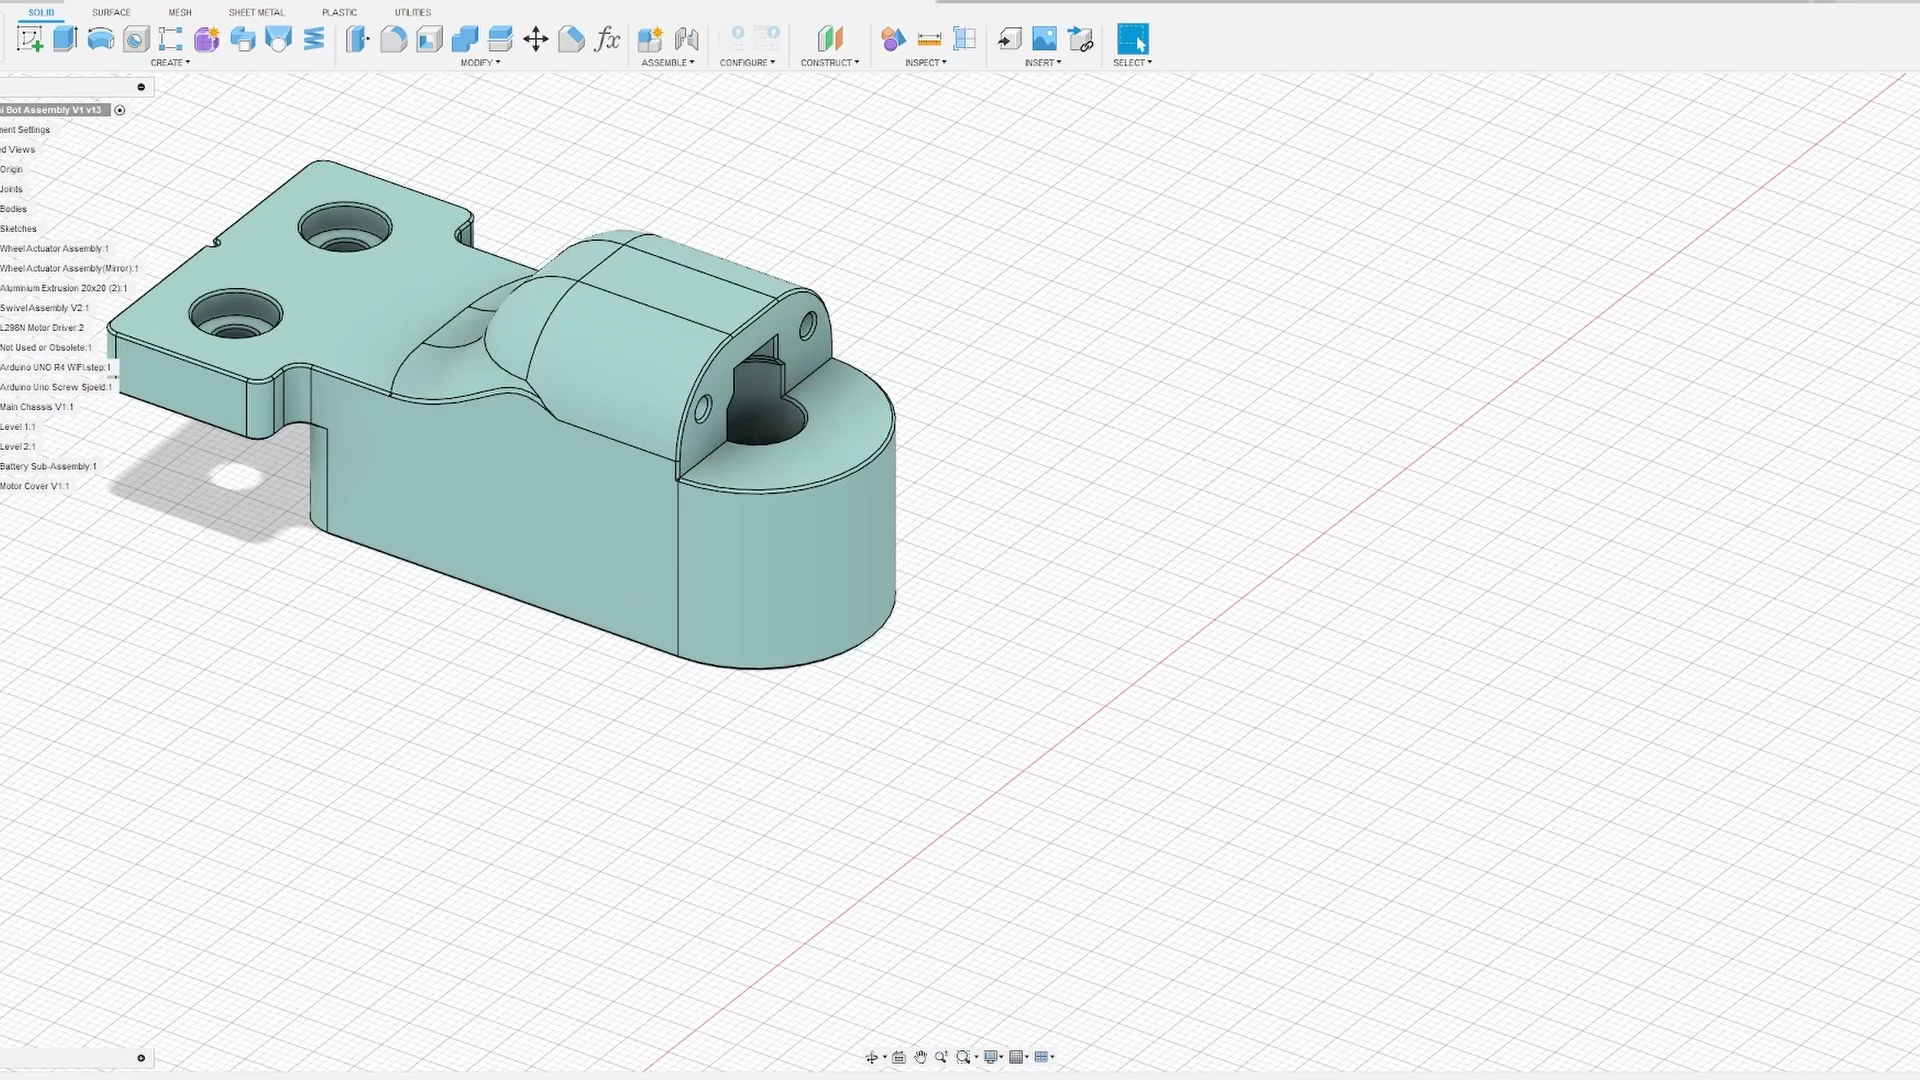 SOLID SURFACE MESH SHEET METAL PLASTIC UTILITIES
CREATE MODIFY fx ASSEMBLE CONFIGURE CONSTRUCT INSPECT INSERT SELECT
i Bot Assembly V1 v13
ment Settings
ed Views
Origin
Joints
Bodies
Sketches
Wheel Actuator Assembly:1
Wheel Actuator Assembly(Mirror):1
Aluminium Extrusion 20x20 (2):1
Swivel Assembly V2:1
L298N Motor Driver:2
Not Used or Obsolete:1
Arduino UNO R4 WIFI.step:1
Arduino Uno Screw Sjoeld:1
Main Chassis V1:1
Level 1:1
Level 2:1
Battery Sub-Assembly:1
Motor Cover V1:1